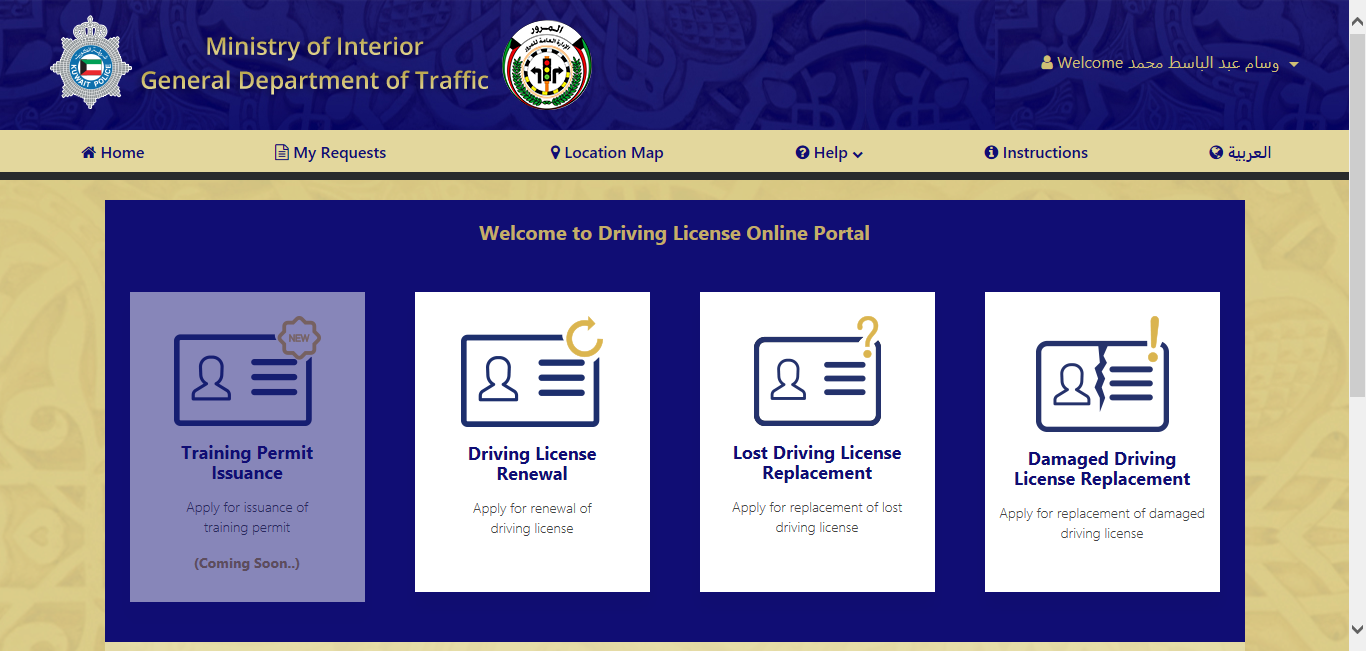 Ministry of Interior
General Department of Traffic
KUWAIT POLICE
المرور
الإدارة العامة للمرور
Welcome وسام عبد الباسط محمد
Home
My Requests
Location Map
Help
Instructions
العربية
Welcome to Driving License Online Portal
NEW
Training Permit
Issuance
Apply for issuance of
training permit
(Coming Soon..)
Driving License
Renewal
Apply for renewal of
driving license
Lost Driving License
Replacement
Apply for replacement of lost
driving license
Damaged Driving
License Replacement
Apply for replacement of damaged
driving license